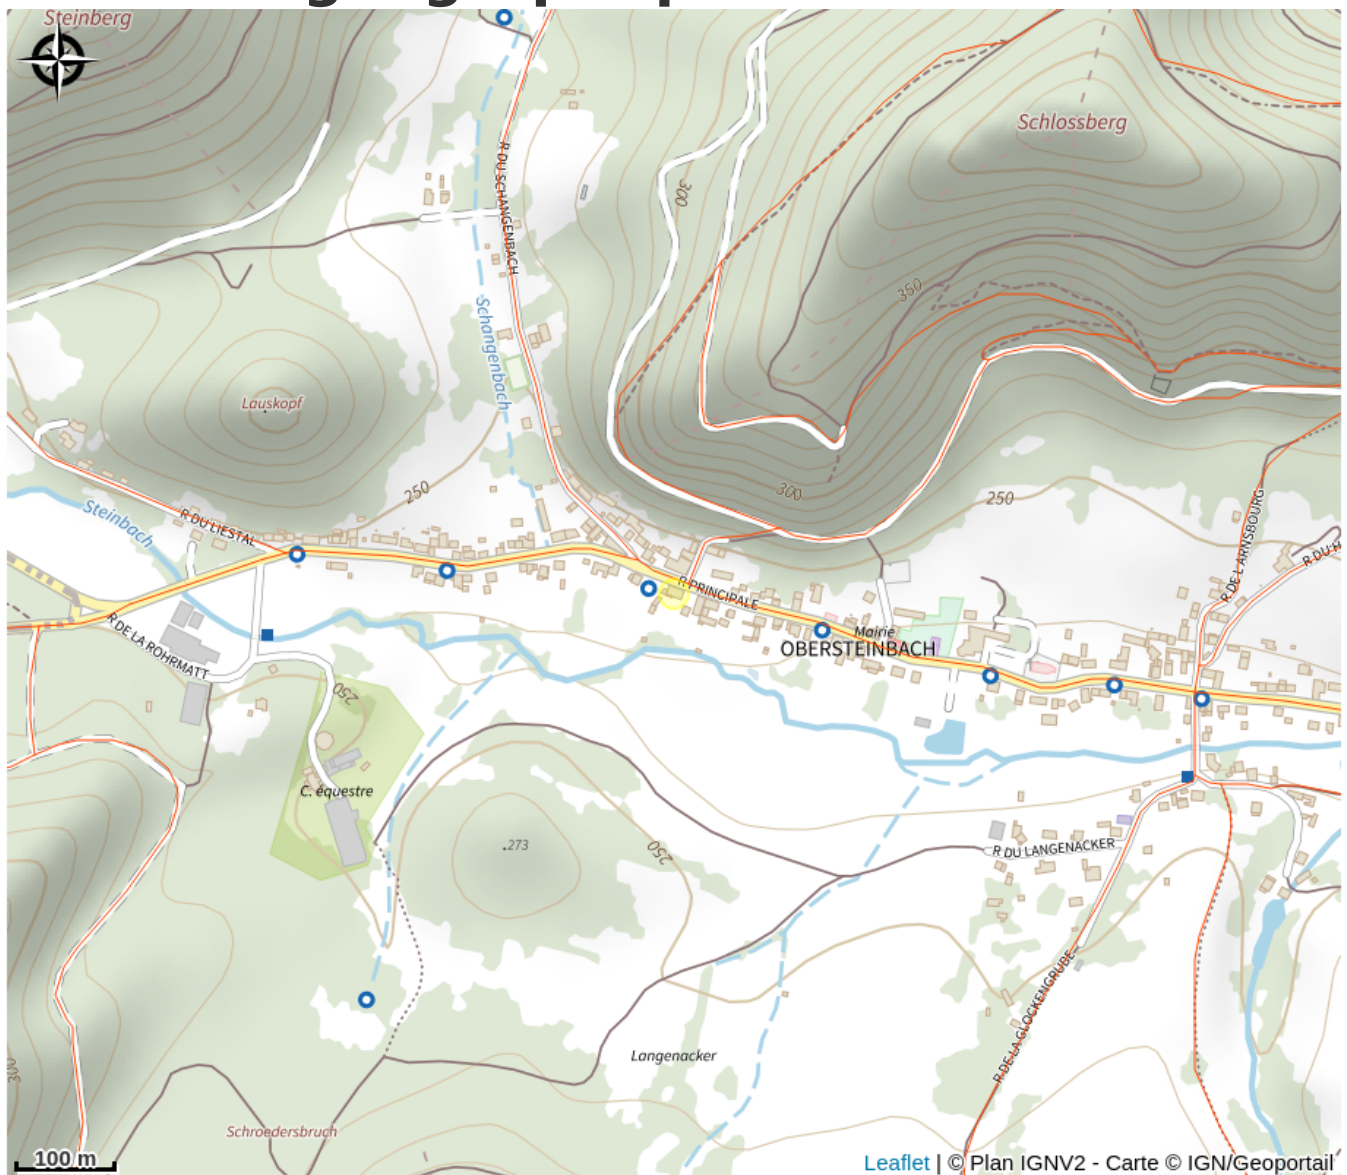 Steinberg
Schlossberg
300
R DU SCHANGENBACH
350
Schangenbach
Lauskopf
250
300
250
Steinbach
R DU LIESTAL
R DE L'ARNSBOURG
R DU H
R PRINCIPALE
Mairie
OBERSTEINBACH
R DE LA ROHRMATT
250
C. équestre
.273
250
R DU LANGENACKER
R DE LA GLOCKENGRUBE
Langenacker
300
Schroedersbruch
100 m
Leaflet | © Plan IGNV2 - Carte © IGN/Geoportail